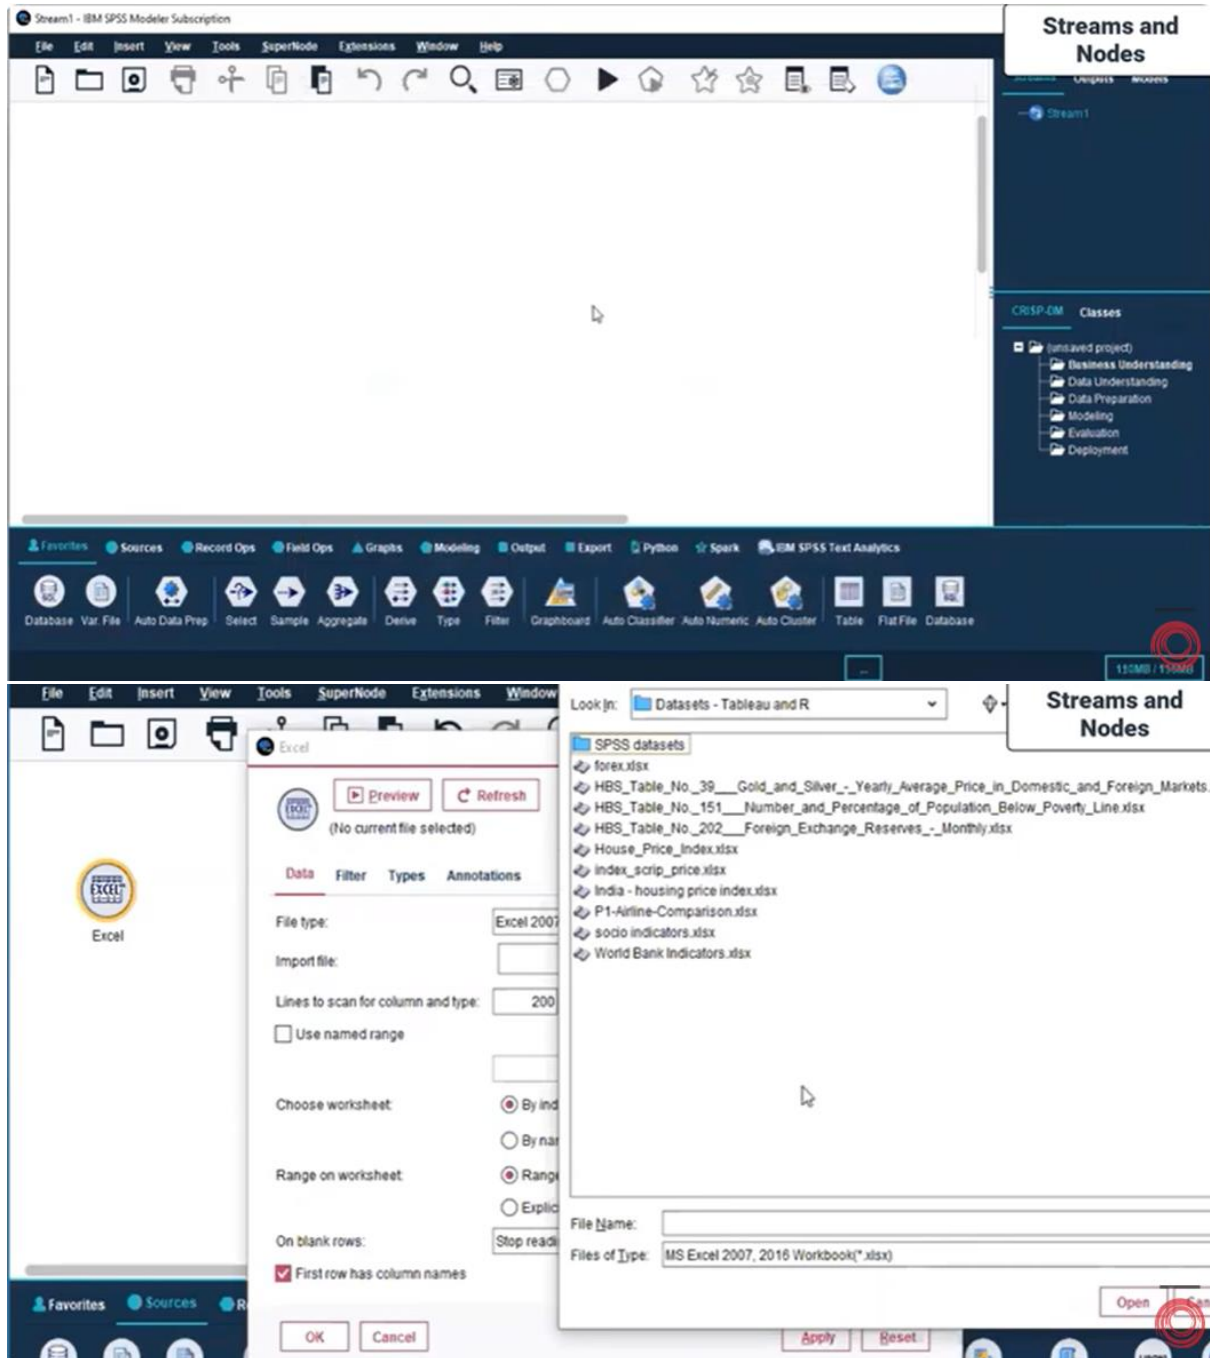 Stream1 - IBM SPSS Modeler Subscription
Streams and
Nodes
File Edit Insert View Tools SuperNode Extensions Window Help
Streams Outputs Models
Stream1
CRISP-DM Classes
(unsaved project)
Business Understanding
Data Understanding
Data Preparation
Modeling
Evaluation
Deployment
Favorites Sources Record Ops Field Ops Graphs Modeling Output Export Python Spark IBM SPSS Text Analytics
Database Var. File Auto Data Prep Select Sample Aggregate Derive Type Filter Graphboard Auto Classifier Auto Numeric Auto Cluster Table Flat File Database
...
File Edit Insert View Tools SuperNode Extensions Window
Look In: Datasets - Tableau and R
Streams and
Nodes
Excel
SPSS datasets
forex.xlsx
HBS_Table_No._39___Gold_and_Silver_-_Yearly_Average_Price_in_Domestic_and_Foreign_Markets.
HBS_Table_No._151___Number_and_Percentage_of_Population_Below_Poverty_Line.xlsx
HBS_Table_No._202___Foreign_Exchange_Reserves_-_Monthly.xlsx
House_Price_Index.xlsx
index_scrip_price.xlsx
India - housing price index.xlsx
P1-Airline-Comparison.xlsx
socio indicators.xlsx
World Bank Indicators.xlsx
EXCEL
Preview Refresh
(No current file selected)
Data Filter Types Annotations
EXCEL
Excel
File type: Excel 2007
Import file:
Lines to scan for column and type: 200
Use named range
Choose worksheet: By ind
By nar
Range on worksheet: Range
Explic
On blank rows: Stop readi
First row has column names
File Name:
Files of Type: MS Excel 2007, 2016 Workbook(*.xlsx)
Open Can
OK Cancel Apply Reset
Favorites Sources R